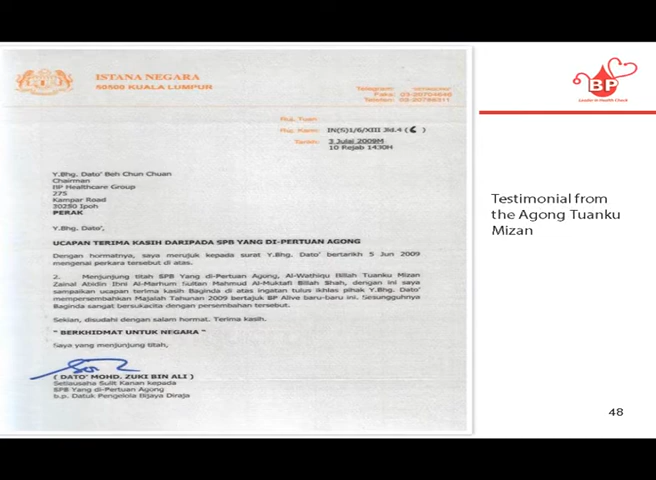 ISTANA NEGARA
50500 KUALA LUMPUR
Telegram:
Faks: 03-20704646
Telefon: 03-20786311
Ruj. Tuan
Ruj. Kami: IN(S)1/6/XIII Jld.4 ( )
Tarikh: 3 Julai 2009M
10 Rejab 1430H
Y.Bhg. Dato' Beh Chun Chuan
Chairman
BP Healthcare Group
275
Kampar Road
30250 Ipoh
PERAK
Y.Bhg. Dato',
UCAPAN TERIMA KASIH DARIPADA SPB YANG DI-PERTUAN AGONG
Dengan hormatnya, saya merujuk kepada surat Y.Bhg. Dato' bertarikh 5 Jun 2009
mengenai perkara tersebut di atas.
2. Menjunjung titah SPB Yang di-Pertuan Agong, Al-Wathiqu Billah Tuanku Mizan
Zainal Abidin Ibni Al-Marhum Sultan Mahmud Al-Muktafi Billah Shah, dengan ini saya
sampaikan ucapan terima kasih Baginda di atas ingatan tulus ikhlas pihak Y.Bhg. Dato'
mempersembahkan Majalah Tahunan 2009 bertajuk BP Alive baru-baru ini. Sesungguhnya
Baginda sangat bersukacita dengan persembahan tersebut.
Sekian, disudahi dengan salam hormat. Terima kasih.
" BERKHIDMAT UNTUK NEGARA "
Saya yang menjunjung titah,
( DATO' MOHD. ZUKI BIN ALI )
Setiausaha Sulit Kanan kepada
SPB Yang di-Pertuan Agong
b.p. Datuk Pengelola Bijaya Diraja
BP
Leader in Health Check
Testimonial from
the Agong Tuanku
Mizan
48